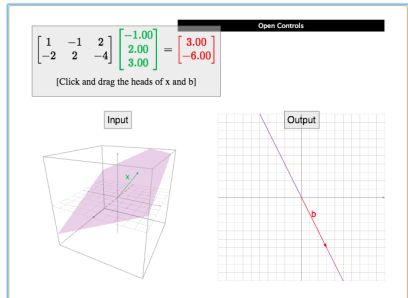 Open Controls
[1 -1 2] [-1.00] = [3.00]
[-2 2 -4] [2.00] [-6.00]
[3.00]
[Click and drag the heads of x and b]
Input
Output
x
b